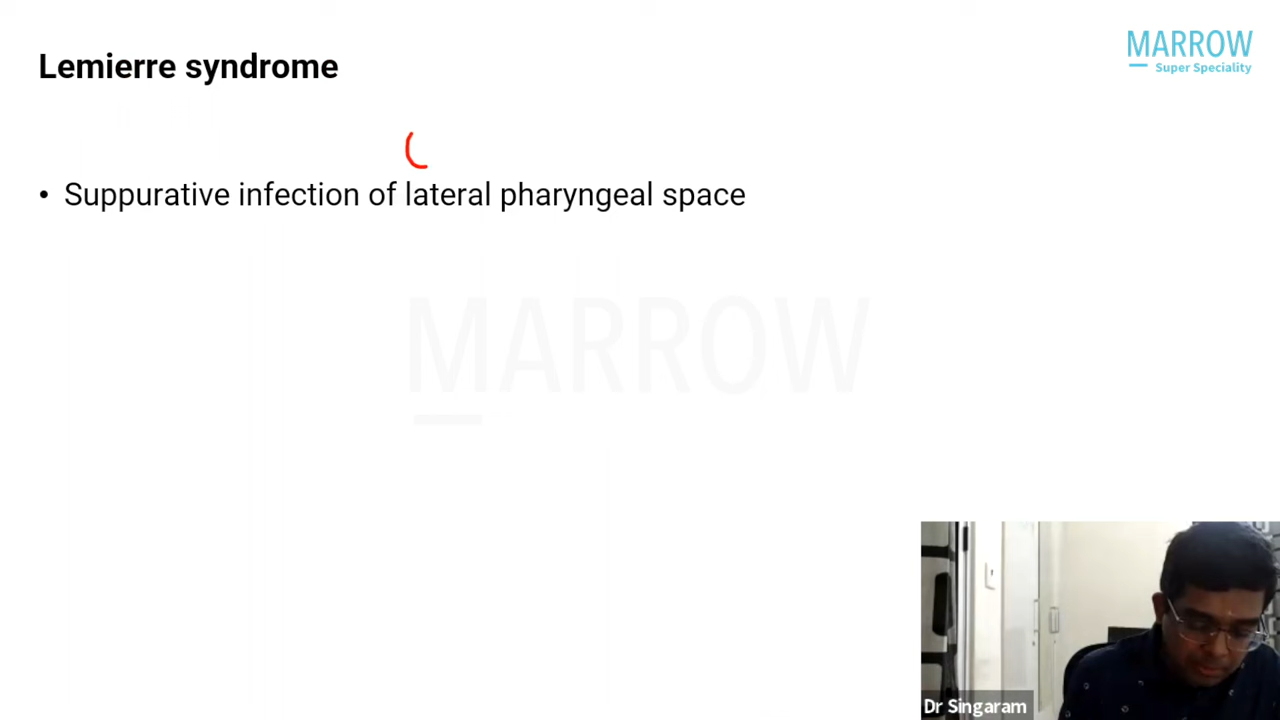 Lemierre syndrome
MARROW
Super Speciality
• Suppurative infection of lateral pharyngeal space
MARROW
Dr Singaram